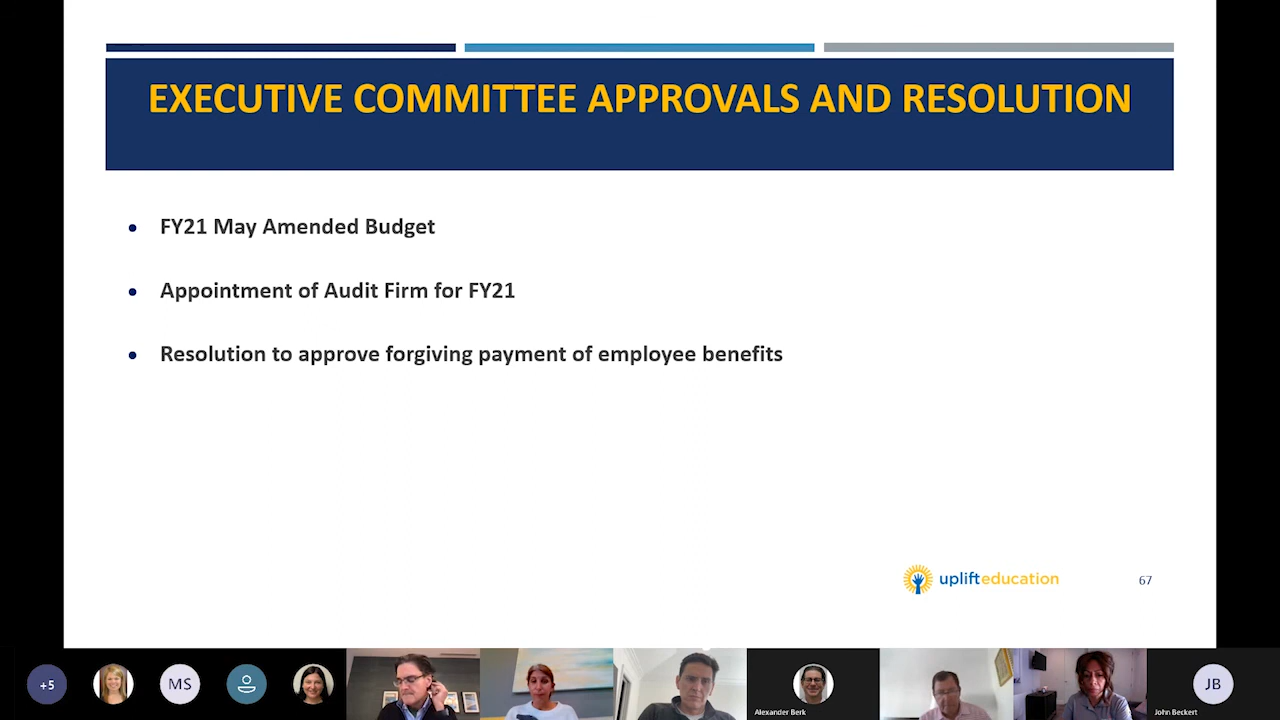 EXECUTIVE COMMITTEE APPROVALS AND RESOLUTION
• FY21 May Amended Budget
• Appointment of Audit Firm for FY21
• Resolution to approve forgiving payment of employee benefits
uplifteducation
67
+5
MS
Alexander Berk
JB
John Beckert